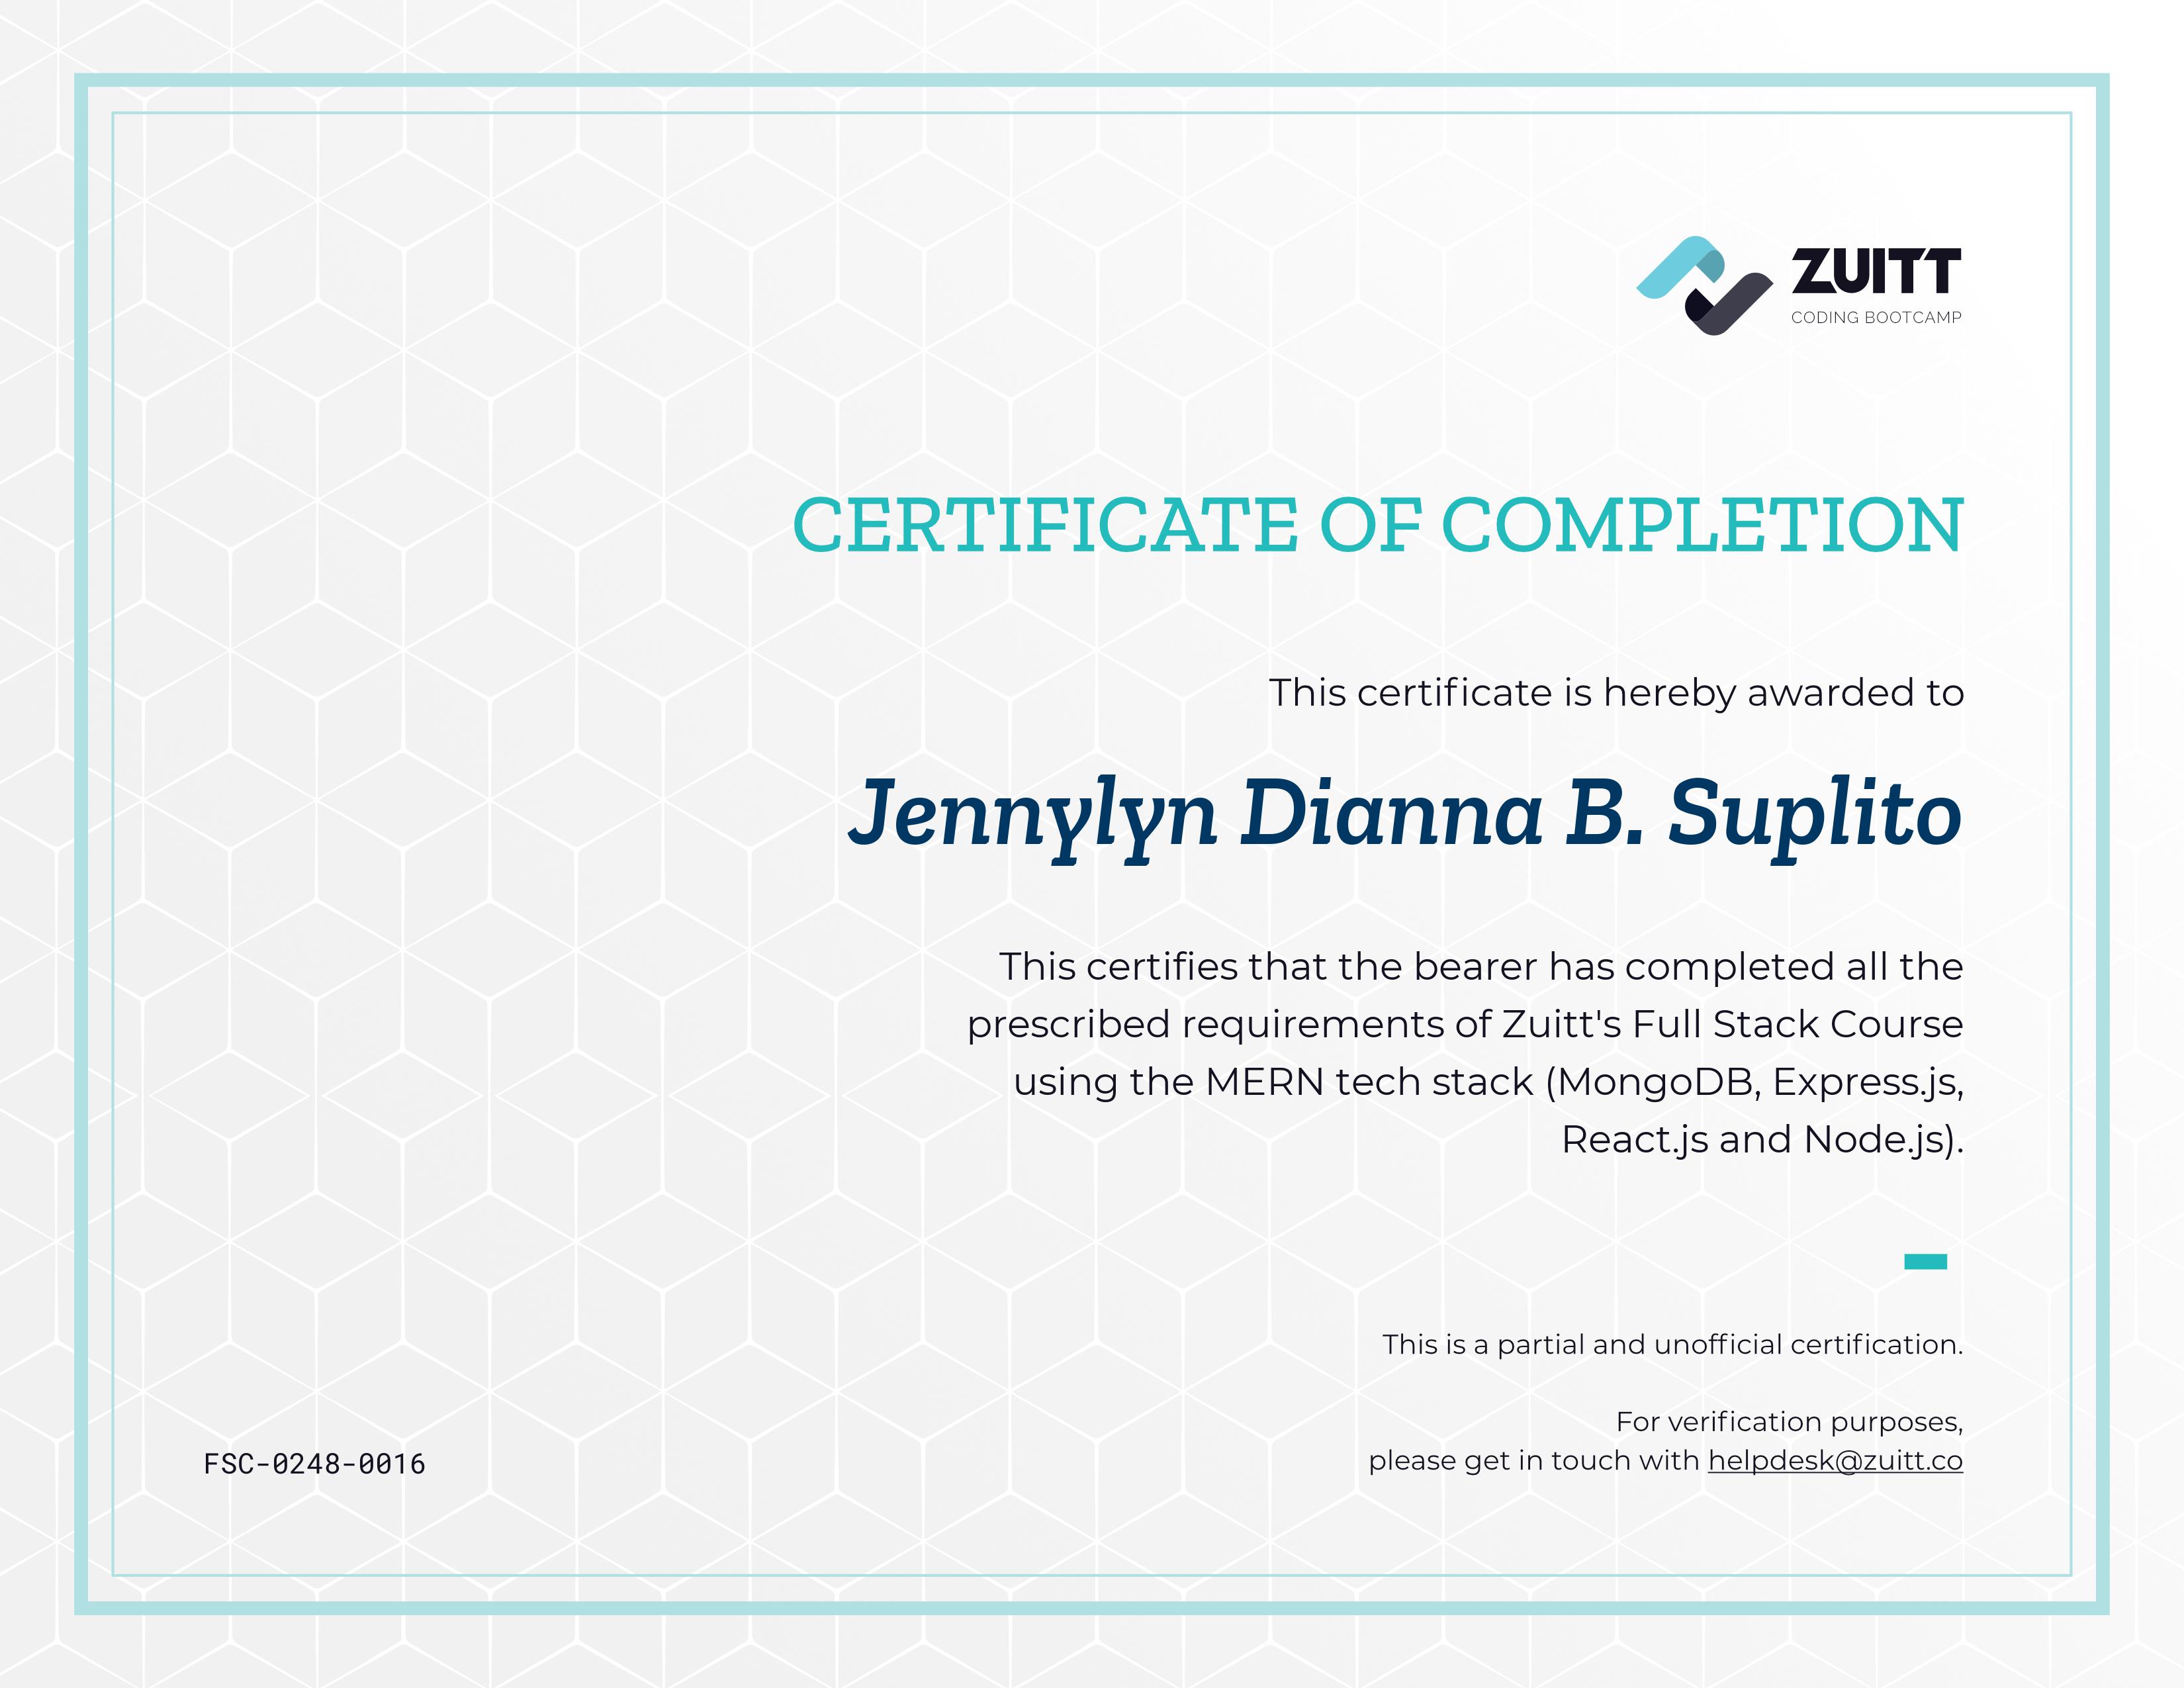 ZUITT
CODING BOOTCAMP
CERTIFICATE OF COMPLETION
This certificate is hereby awarded to
Jennylyn Dianna B. Suplito
This certifies that the bearer has completed all the
prescribed requirements of Zuitt's Full Stack Course
using the MERN tech stack (MongoDB, Express.js,
React.js and Node.js).
This is a partial and unofficial certification.
For verification purposes,
please get in touch with helpdesk@zuitt.co
FSC-0248-0016